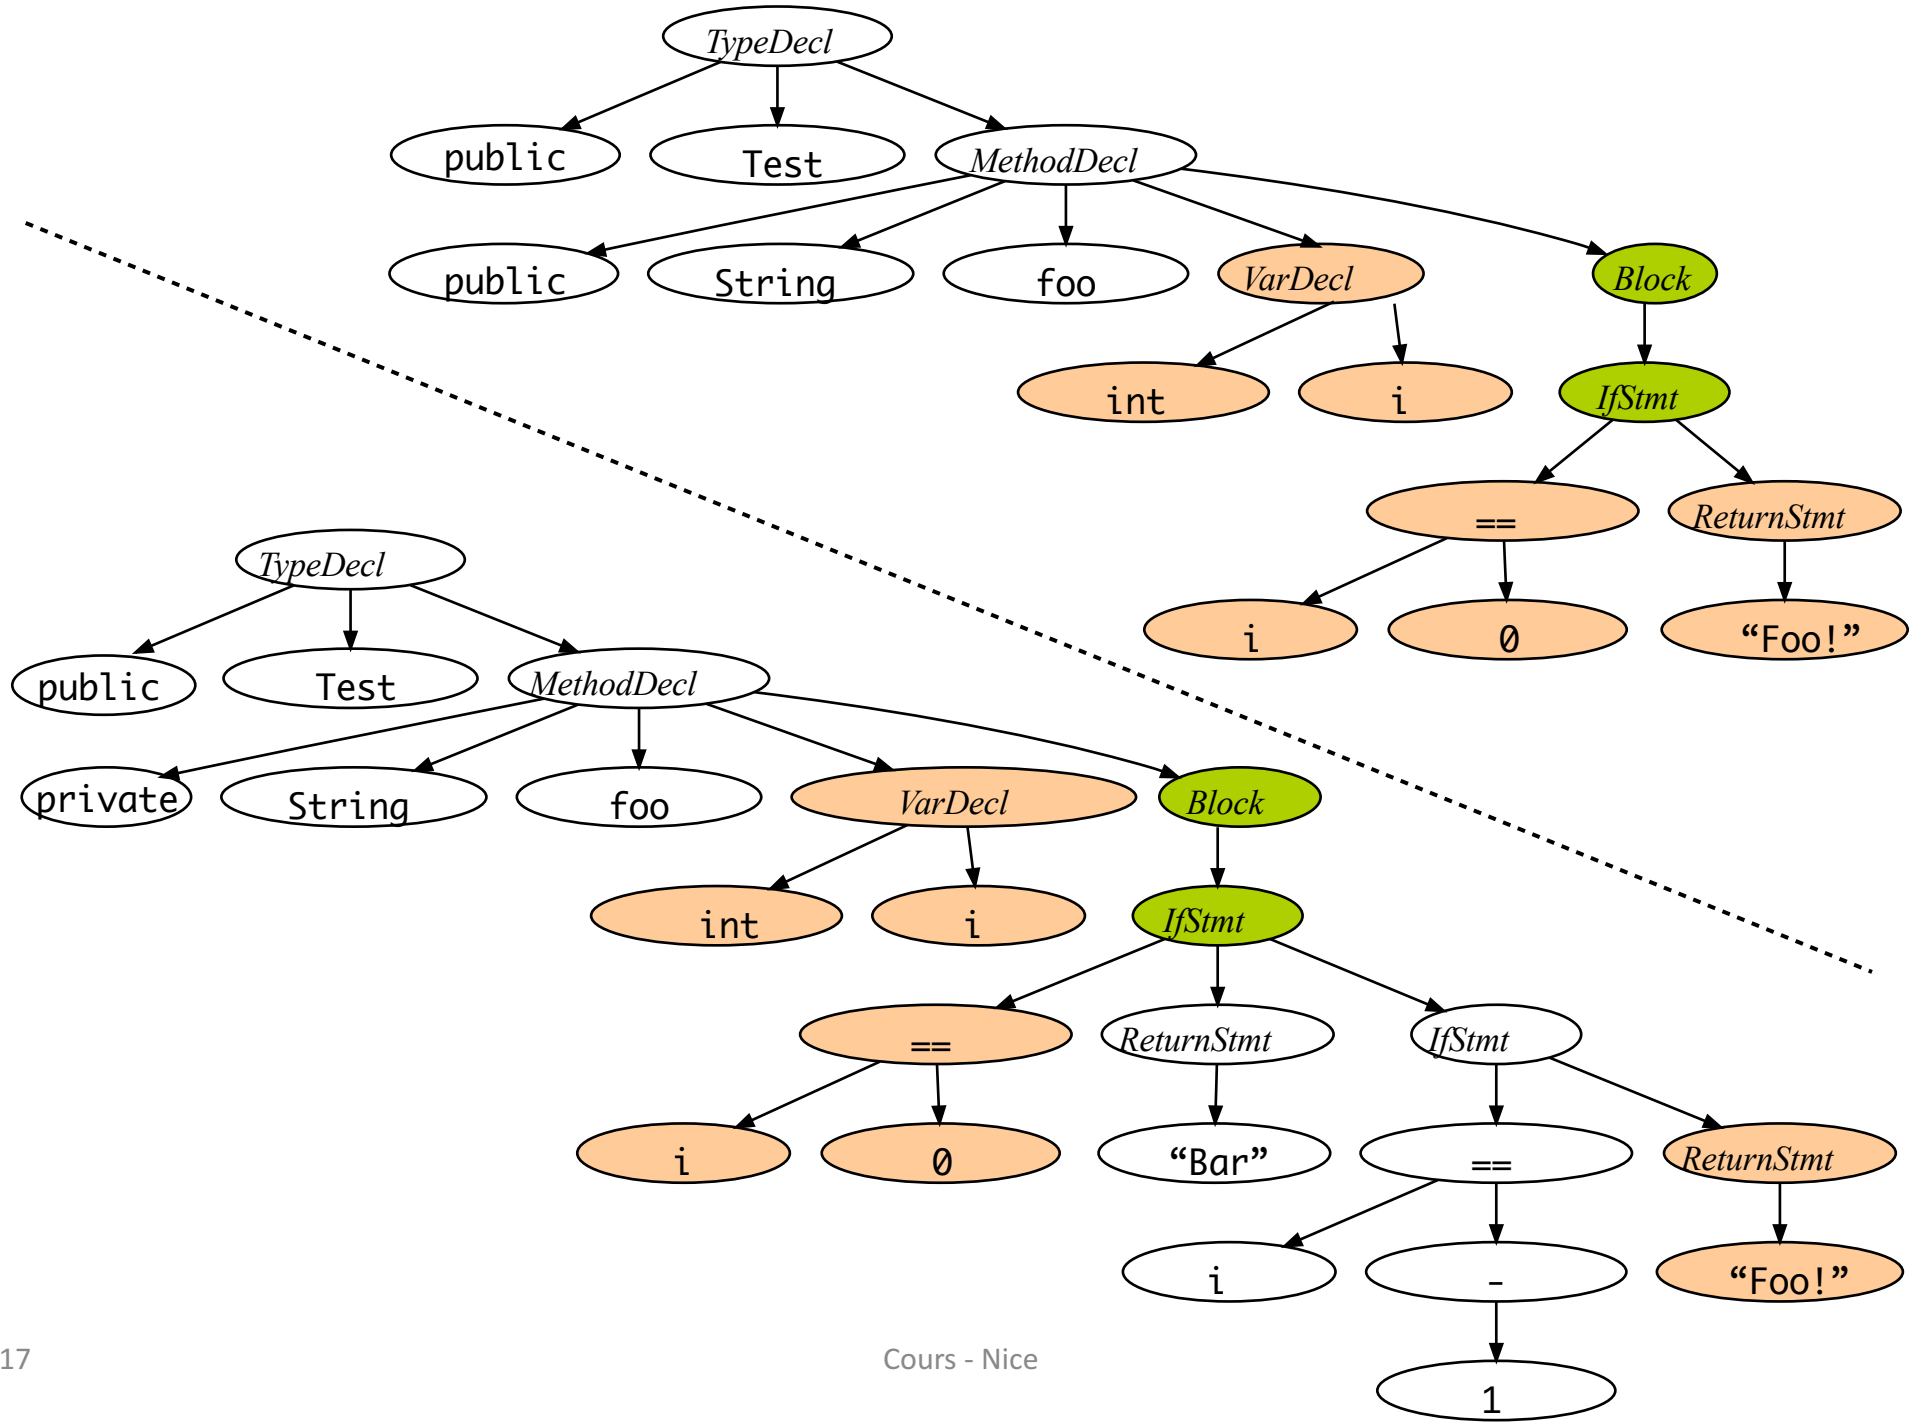 TypeDecl
public
Test
MethodDecl
public
String
foo
VarDecl
Block
int
i
IfStmt
==
ReturnStmt
i
0
“Foo!”
TypeDecl
public
Test
MethodDecl
private
String
foo
VarDecl
Block
int
i
IfStmt
==
ReturnStmt
IfStmt
i
0
“Bar”
==
ReturnStmt
i
-
“Foo!”
1
17
Cours - Nice